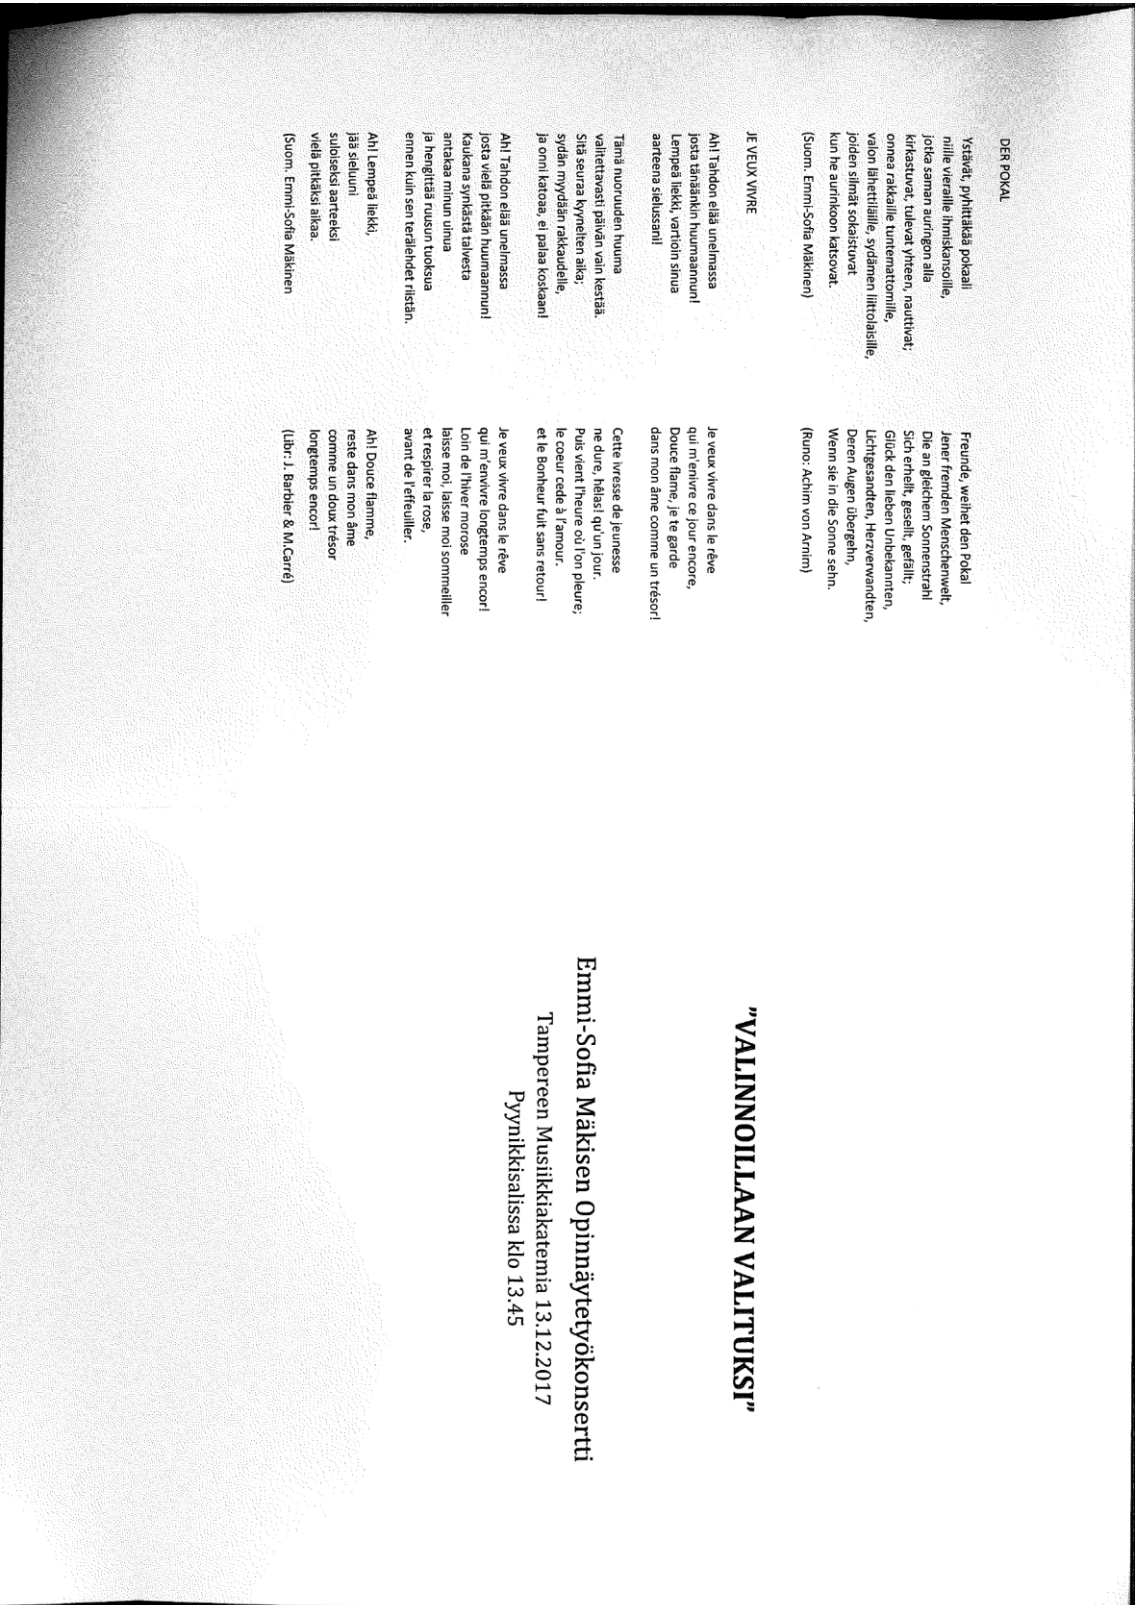 DER POKAL
Ystävät, pyhittäkää pokaali
niille vieraille ihmiskansoille,
jotka saman auringon alla
kirkastuvat, tulevat yhteen, nauttivat;
onnea rakkaille tuntemattomille,
valon lähettiläille, sydämen liittolaisille,
joiden silmät sokaistuvat
kun he aurinkoon katsovat.
(Suom. Emmi-Sofia Mäkinen)
Freunde, weihet den Pokal
Jener fremden Menschenwelt,
Die an gleichem Sonnenstrahl
Sich erhellt, gesellt, gefällt;
Glück den lieben Unbekannten,
Lichtgesandten, Herzverwandten,
Deren Augen übergehn,
Wenn sie in die Sonne sehn.
(Runo: Achim von Arnim)
JE VEUX VIVRE
Ah! Tahdon elää unelmassa
josta tänäänkin huumaannun!
Lempeä liekki, vartioin sinua
aarteena sielussani!
Tämä nuoruuden huuma
valitettavasti päivän vain kestää.
Sitä seuraa kyynelten aika;
sydän myydään rakkaudelle,
ja onni katoaa, ei palaa koskaan!
Ah! Tahdon elää unelmassa
josta vielä pitkään huumaannun!
Kaukana synkästä talvesta
antakaa minun uinua
ja hengittää ruusun tuoksua
ennen kuin sen terälehdet riistän.
Ah! Lempeä liekki,
jää sieluuni
suloiseksi aarteeksi
vielä pitkäksi aikaa.
(Suom. Emmi-Sofia Mäkinen
Je veux vivre dans le rêve
qui m'enivre ce jour encore,
Douce flame, je te garde
dans mon âme comme un trésor!
Cette ivresse de jeunesse
ne dure, hêlas! qu'un jour.
Puis vient l'heure où l'on pleure;
le coeur cede à l'amour.
et le Bonheur fuit sans retour!
Je veux vivre dans le rêve
qui m'envivre longtemps encor!
Loin de l'hiver morose
laisse moi, laisse moi sommeiller
et respirer la rose,
avant de l'effeuiller.
Ah! Douce flamme,
reste dans mon âme
comme un doux trésor
longtemps encor!
(Libr: J. Barbier & M.Carré)
"VALINNOILLAAN VALITUKSI"
Emmi-Sofia Mäkisen Opinnäytetyökonsertti
Tampereen Musiikkiakatemia 13.12.2017
Pyynikkisalissa klo 13.45